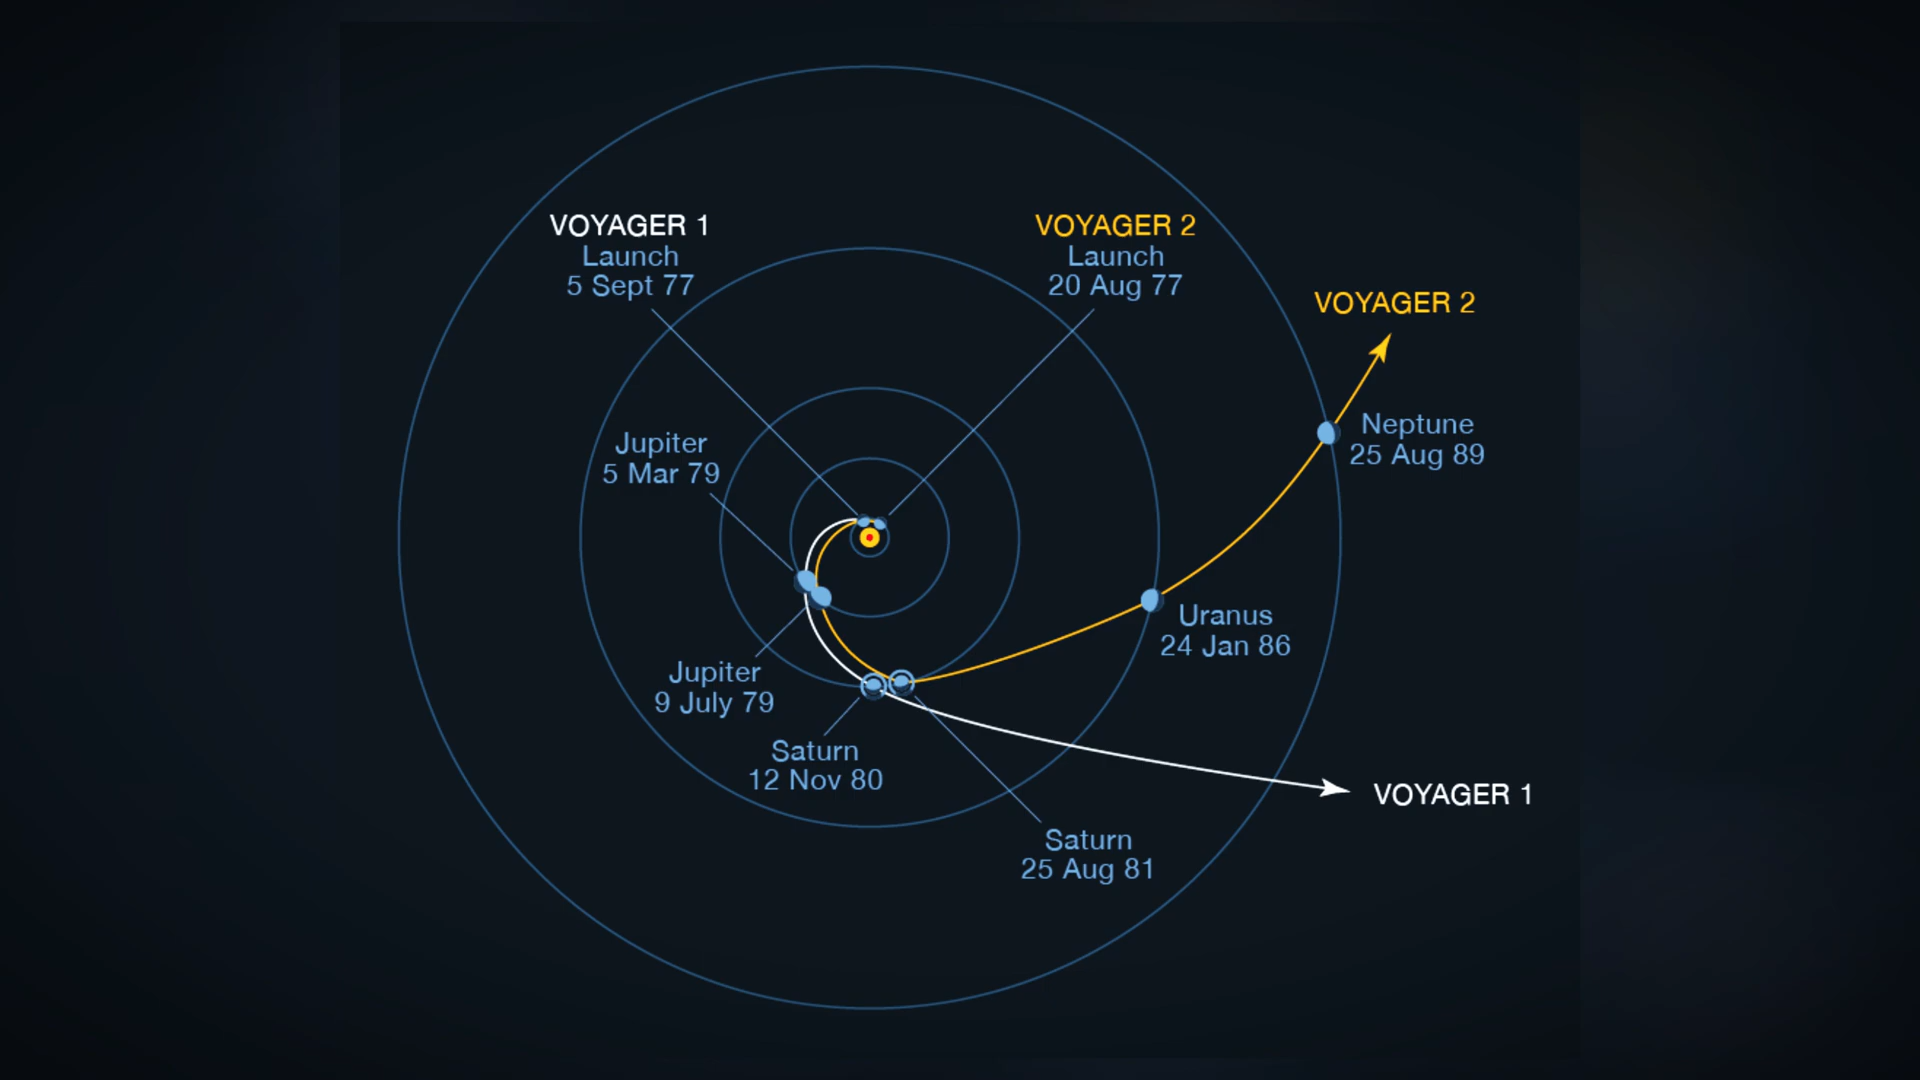 VOYAGER 1
Launch
5 Sept 77
VOYAGER 2
Launch
20 Aug 77
VOYAGER 2
Neptune
25 Aug 89
Jupiter
5 Mar 79
Uranus
24 Jan 86
Jupiter
9 July 79
Saturn
12 Nov 80
VOYAGER 1
Saturn
25 Aug 81